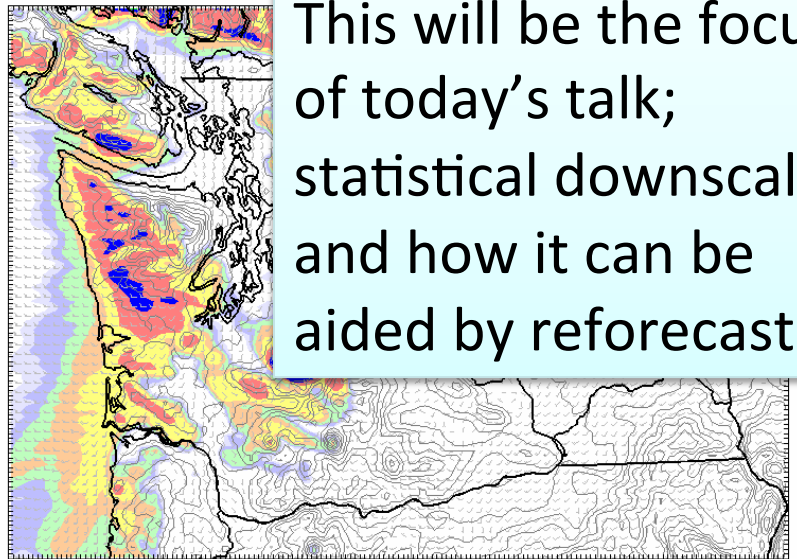 This will be the focu
of today's talk;
statistical downscal
and how it can be
aided by reforecast